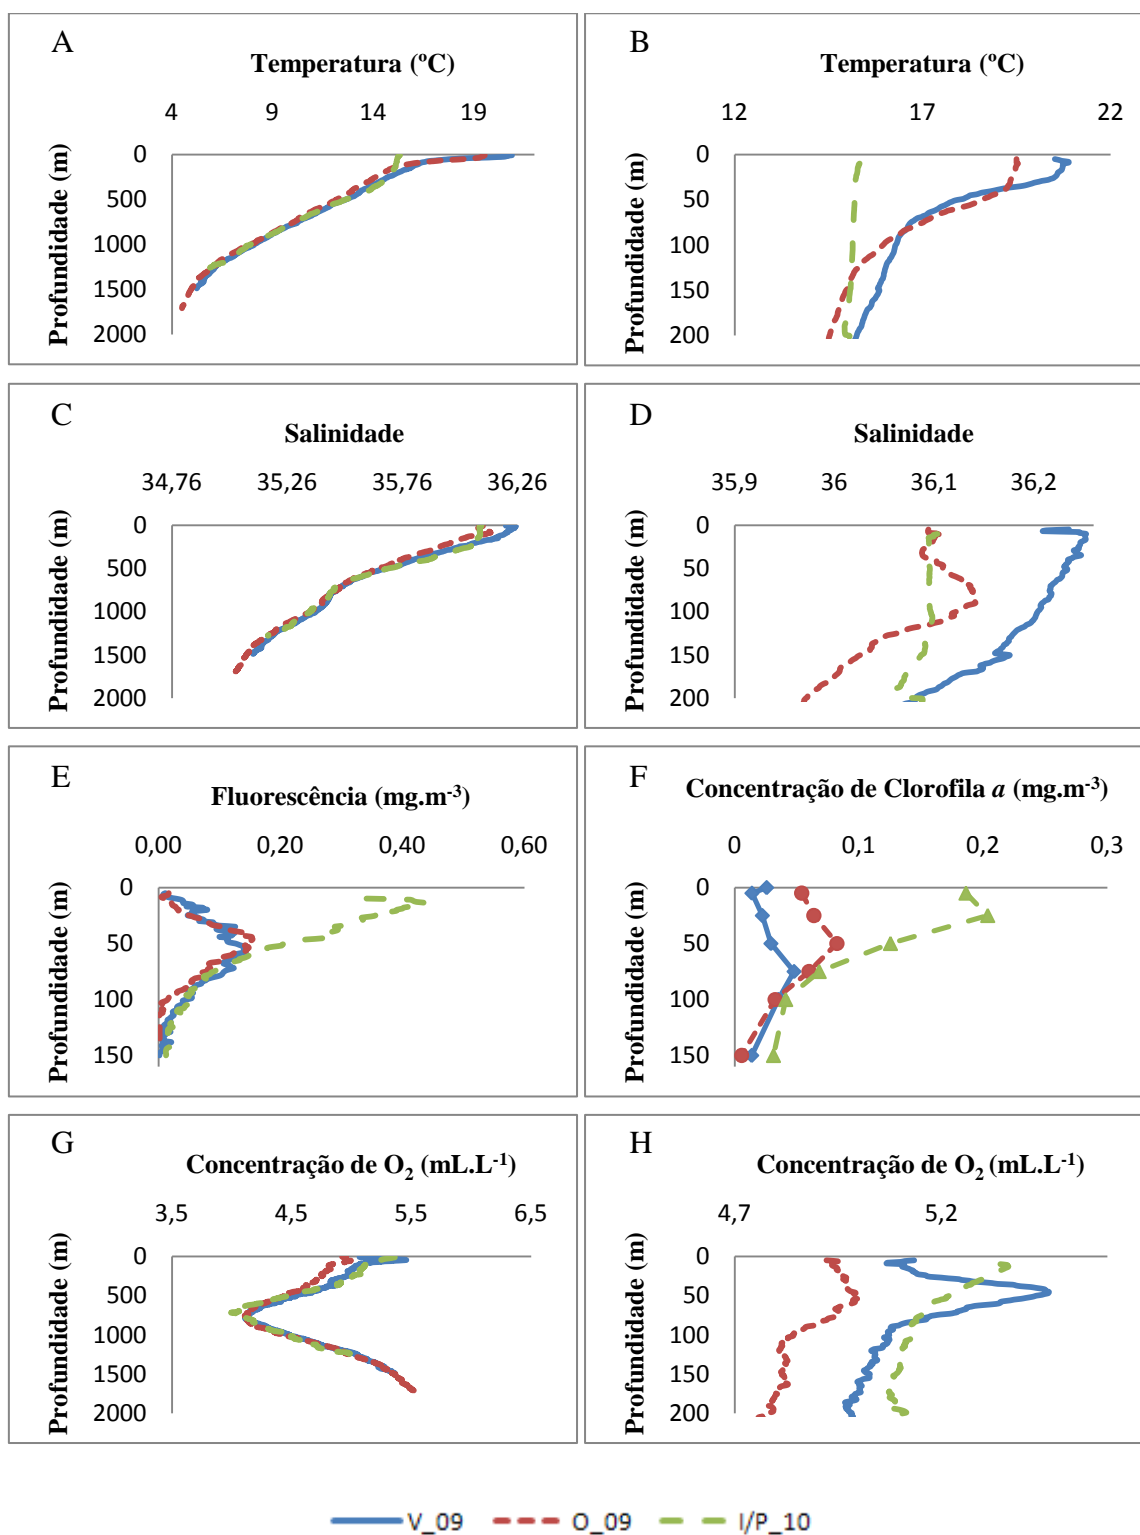 A
Temperatura (ºC)
4 9 14 19
Profundidade (m)
0
500
1000
1500
2000
B
Temperatura (ºC)
12 17 22
Profundidade (m)
0
50
100
150
200
C
Salinidade
34,76 35,26 35,76 36,26
Profundidade (m)
0
500
1000
1500
2000
D
Salinidade
35,9 36 36,1 36,2
Profundidade (m)
0
50
100
150
200
E
Fluorescência (mg.m-3)
0,00 0,20 0,40 0,60
Profundidade (m)
0
50
100
150
F
Concentração de Clorofila a (mg.m-3)
0 0,1 0,2 0,3
Profundidade (m)
0
50
100
150
G
Concentração de O2 (mL.L-1)
3,5 4,5 5,5 6,5
Profundidade (m)
0
500
1000
1500
2000
H
Concentração de O2 (mL.L-1)
4,7 5,2
Profundidade (m)
0
50
100
150
200
V_09 O_09 I/P_10